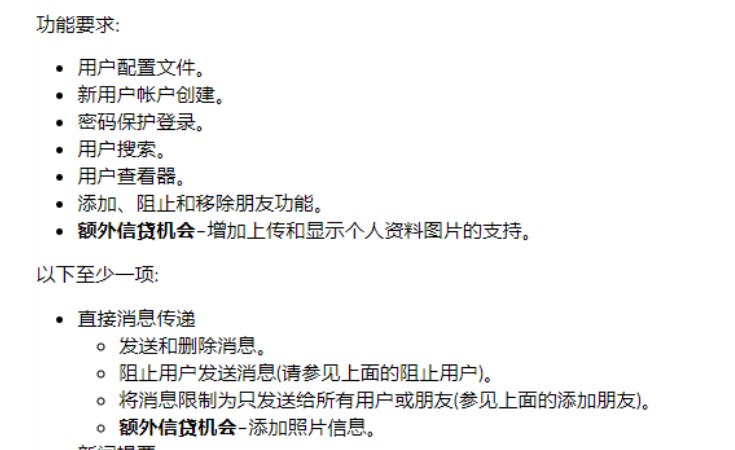 功能要求:
用户配置文件。
新用户帐户创建。
密码保护登录。
用户搜索。
用户查看器。
添加、阻止和移除朋友功能。
额外信贷机会-增加上传和显示个人资料图片的支持。
以下至少一项:
直接消息传递
发送和删除消息。
阻止用户发送消息(请参见上面的阻止用户)。
将消息限制为只发送给所有用户或朋友(参见上面的添加朋友)。
额外信贷机会-添加照片信息。